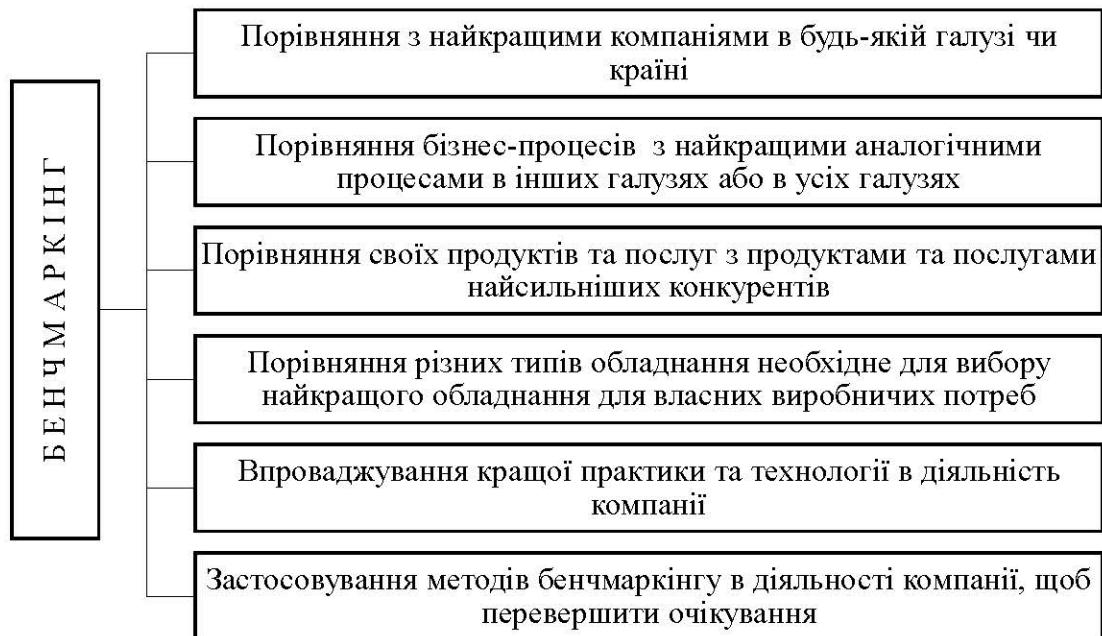 БЕНЧМАРКІНГ
Порівняння з найкращими компаніями в будь-якій галузі чи
країні
Порівняння бізнес-процесів з найкращими аналогічними
процесами в інших галузях або в усіх галузях
Порівняння своїх продуктів та послуг з продуктами та послугами
найсильніших конкурентів
Порівняння різних типів обладнання необхідне для вибору
найкращого обладнання для власних виробничих потреб
Впроваджування кращої практики та технології в діяльність
компанії
Застосовування методів бенчмаркінгу в діяльності компанії, щоб
перевершити очікування